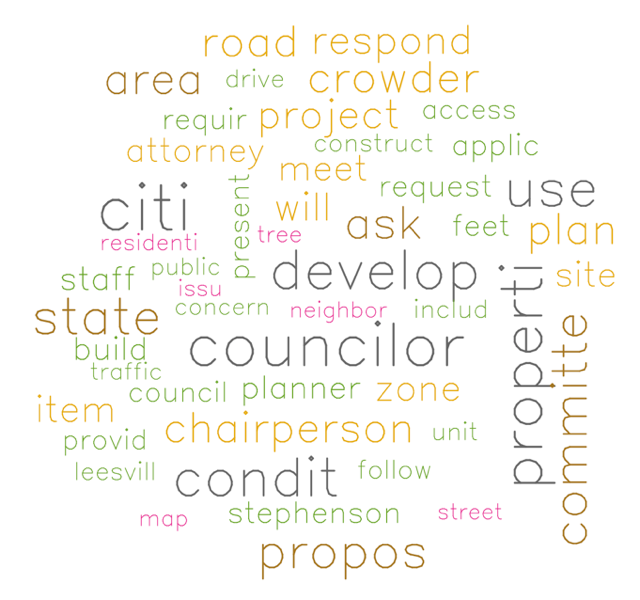 road respond
area drive crowder
requir project access
attorney construct applic
meet
citi present will request use
residenti tree ask feet plan
staff public develop site
issu
state concern neighbor includ properti
build councilor committe
traffic
council planner zone
item chairperson unit
provid
leesvill condit follow
map stephenson street
propos